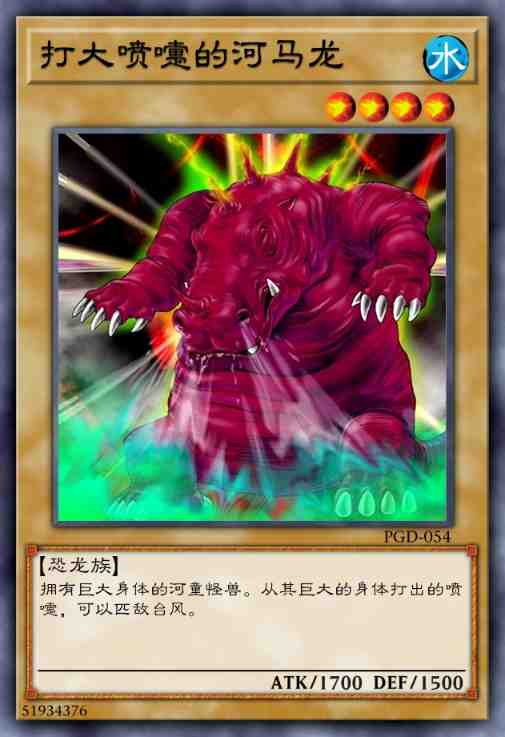 打大喷嚏的河马龙
水
PGD-054
【恐龙族】
拥有巨大身体的河童怪兽。从其巨大的身体打出的喷
嚏，可以匹敌台风。
ATK/1700 DEF/1500
51934376